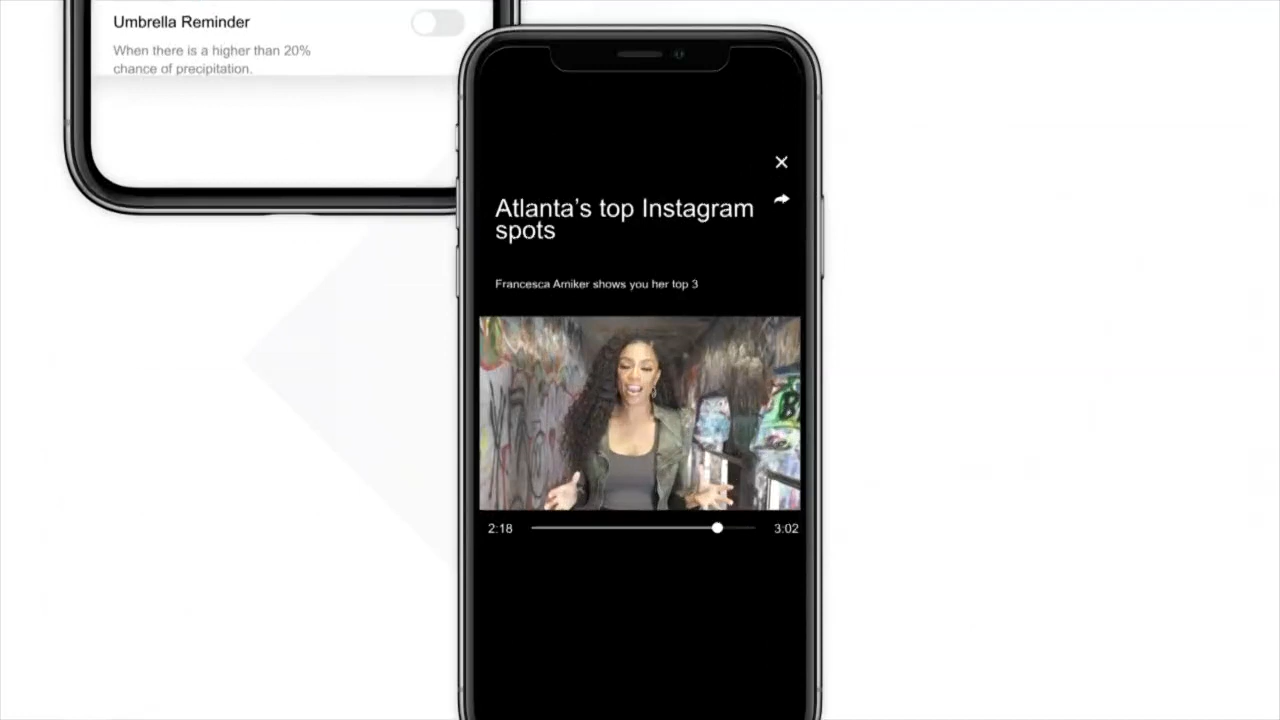 Umbrella Reminder
When there is a higher than 20%
chance of precipitation.
Atlanta's top Instagram
spots
Francesca Amiker shows you her top 3
2:18
3:02